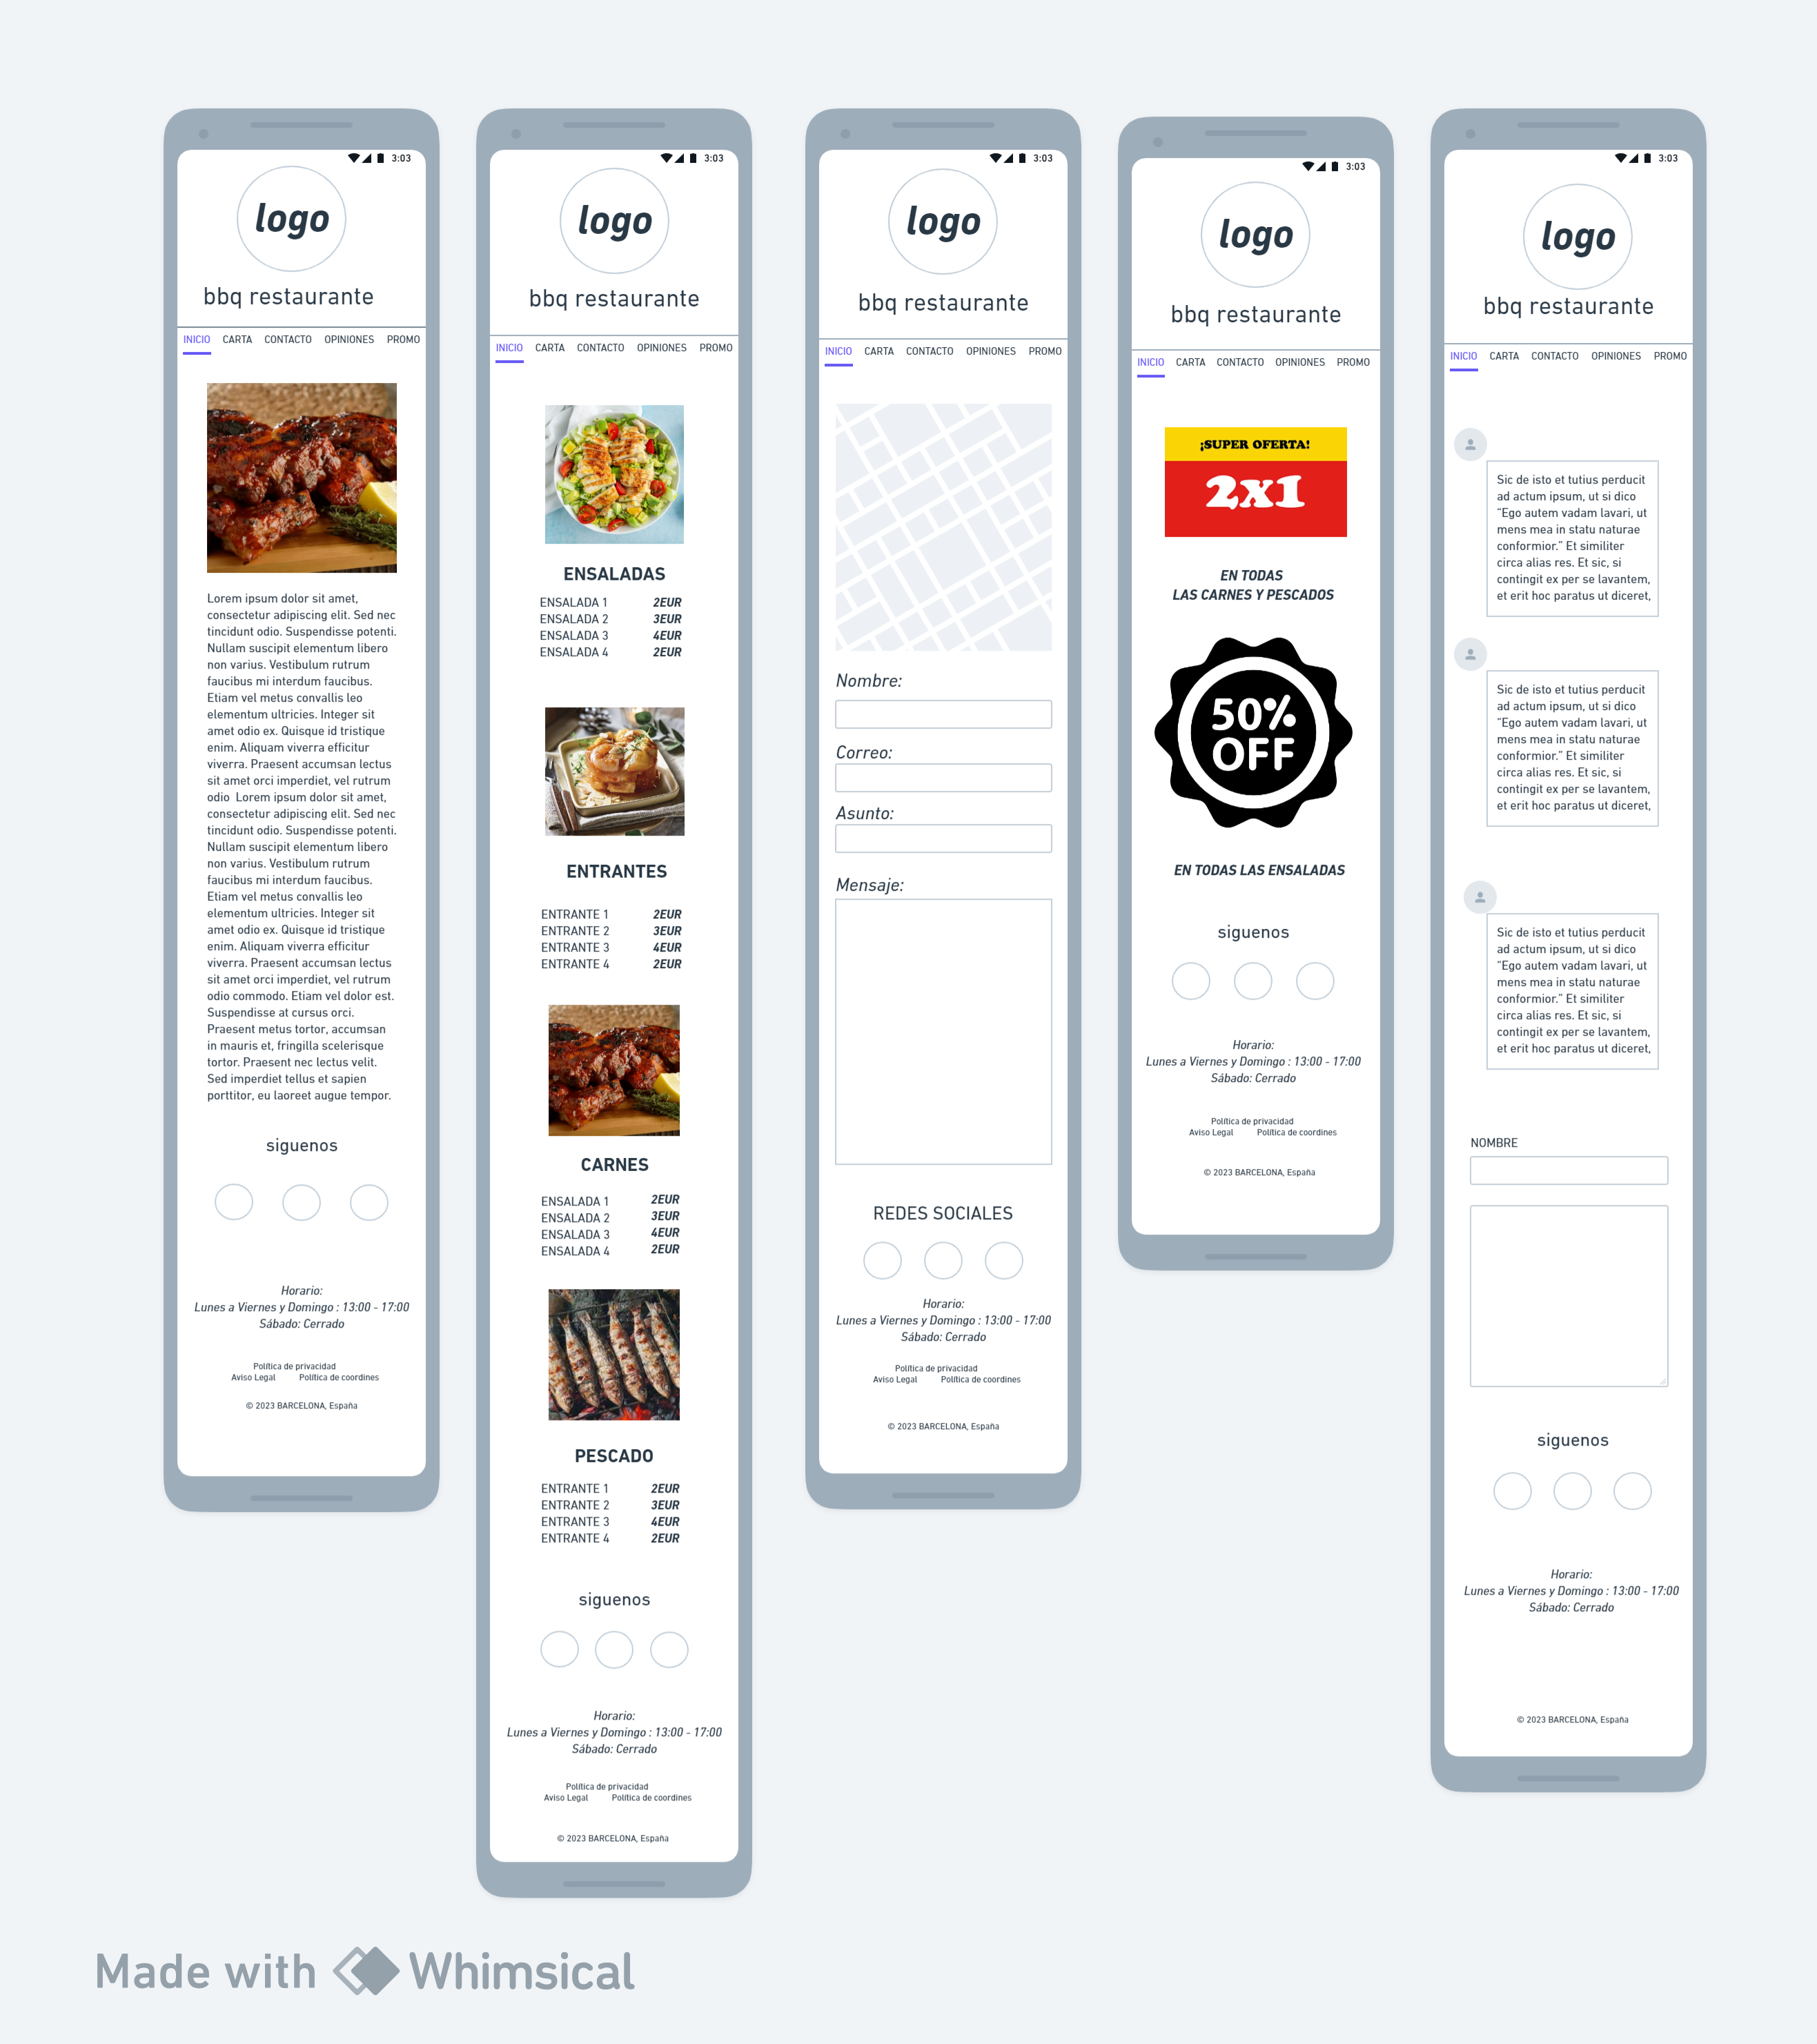 3:03
logo
bbq restaurante
INICIO CARTA CONTACTO OPINIONES PROMO
Lorem ipsum dolor sit amet,
consectetur adipiscing elit. Sed nec
tincidunt odio. Suspendisse potenti.
Nullam suscipit elementum libero
non varius. Vestibulum rutrum
faucibus mi interdum faucibus.
Etiam vel metus convallis leo
elementum ultricies. Integer sit
amet odio ex. Quisque id tristique
enim. Aliquam viverra efficitur
viverra. Praesent accumsan lectus
sit amet orci imperdiet, vel rutrum
odio Lorem ipsum dolor sit amet,
consectetur adipiscing elit. Sed nec
tincidunt odio. Suspendisse potenti.
Nullam suscipit elementum libero
non varius. Vestibulum rutrum
faucibus mi interdum faucibus.
Etiam vel metus convallis leo
elementum ultricies. Integer sit
amet odio ex. Quisque id tristique
enim. Aliquam viverra efficitur
viverra. Praesent accumsan lectus
sit amet orci imperdiet, vel rutrum
odio commodo. Etiam vel dolor est.
Suspendisse at cursus orci.
Praesent metus tortor, accumsan
in mauris et, fringilla scelerisque
tortor. Praesent nec lectus velit.
Sed imperdiet tellus et sapien
porttitor, eu laoreet augue tempor.
siguenos
Horario:
Lunes a Viernes y Domingo : 13:00 - 17:00
Sábado: Cerrado
Política de privacidad
Aviso Legal Política de coordines
© 2023 BARCELONA, España
3:03
logo
bbq restaurante
INICIO CARTA CONTACTO OPINIONES PROMO
ENSALADAS
ENSALADA 1 2EUR
ENSALADA 2 3EUR
ENSALADA 3 4EUR
ENSALADA 4 2EUR
ENTRANTES
ENTRANTE 1 2EUR
ENTRANTE 2 3EUR
ENTRANTE 3 4EUR
ENTRANTE 4 2EUR
CARNES
ENSALADA 1 2EUR
ENSALADA 2 3EUR
ENSALADA 3 4EUR
ENSALADA 4 2EUR
PESCADO
ENTRANTE 1 2EUR
ENTRANTE 2 3EUR
ENTRANTE 3 4EUR
ENTRANTE 4 2EUR
siguenos
Horario:
Lunes a Viernes y Domingo : 13:00 - 17:00
Sábado: Cerrado
Política de privacidad
Aviso Legal Política de coordines
© 2023 BARCELONA, España
3:03
logo
bbq restaurante
INICIO CARTA CONTACTO OPINIONES PROMO
Nombre:
Correo:
Asunto:
Mensaje:
REDES SOCIALES
Horario:
Lunes a Viernes y Domingo : 13:00 - 17:00
Sábado: Cerrado
Política de privacidad
Aviso Legal Política de coordines
© 2023 BARCELONA, España
3:03
logo
bbq restaurante
INICIO CARTA CONTACTO OPINIONES PROMO
¡SUPER OFERTA!
2x1
EN TODAS
LAS CARNES Y PESCADOS
50%
OFF
EN TODAS LAS ENSALADAS
siguenos
Horario:
Lunes a Viernes y Domingo : 13:00 - 17:00
Sábado: Cerrado
Política de privacidad
Aviso Legal Política de coordines
© 2023 BARCELONA, España
3:03
logo
bbq restaurante
INICIO CARTA CONTACTO OPINIONES PROMO
Sic de isto et tutius perducit
ad actum ipsum, ut si dico
“Ego autem vadam lavari, ut
mens mea in statu naturae
conformior.” Et similiter
circa alias res. Et sic, si
contingit ex per se lavantem,
et erit hoc paratus ut diceret,
Sic de isto et tutius perducit
ad actum ipsum, ut si dico
“Ego autem vadam lavari, ut
mens mea in statu naturae
conformior.” Et similiter
circa alias res. Et sic, si
contingit ex per se lavantem,
et erit hoc paratus ut diceret,
Sic de isto et tutius perducit
ad actum ipsum, ut si dico
“Ego autem vadam lavari, ut
mens mea in statu naturae
conformior.” Et similiter
circa alias res. Et sic, si
contingit ex per se lavantem,
et erit hoc paratus ut diceret,
NOMBRE
siguenos
Horario:
Lunes a Viernes y Domingo : 13:00 - 17:00
Sábado: Cerrado
© 2023 BARCELONA, España
Made with Whimsical